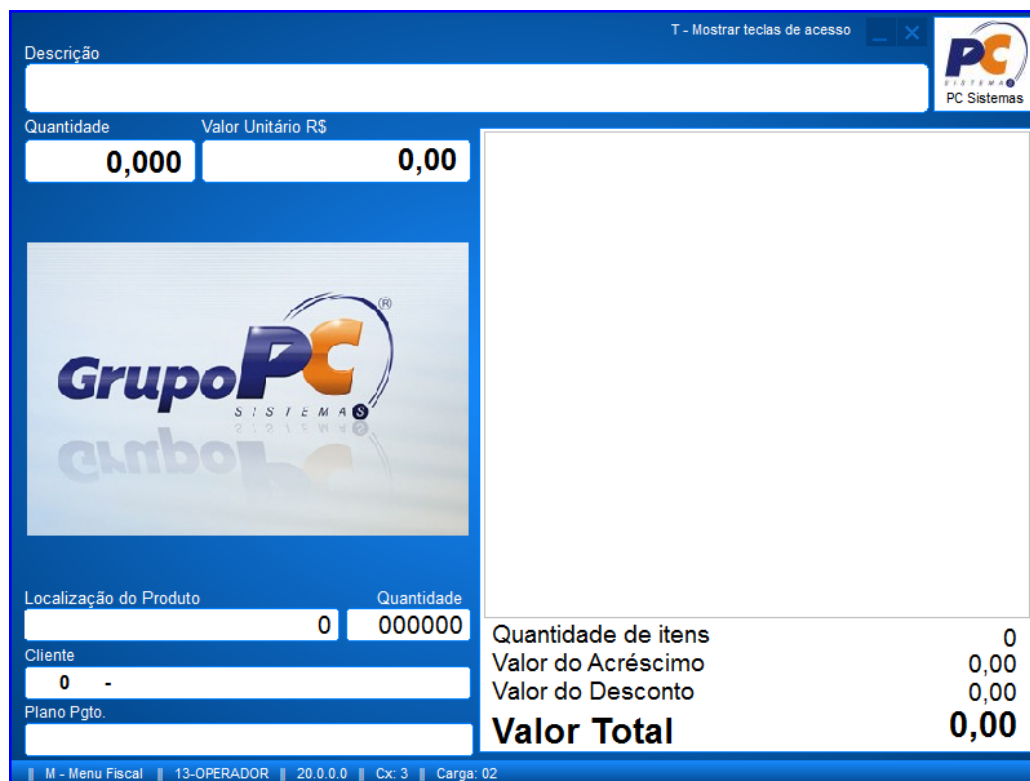 T - Mostrar teclas de acesso
PC
SISTEMAS
PC Sistemas
Descrição
Quantidade Valor Unitário R$
0,000 0,00
GrupoPC®
SISTEMAS
Localização do Produto Quantidade
0 000000
Cliente
0 -
Plano Pgto.
Quantidade de itens 0
Valor do Acréscimo 0,00
Valor do Desconto 0,00
Valor Total 0,00
|| M - Menu Fiscal || 13-OPERADOR || 20.0.0.0 || Cx: 3 || Carga: 02